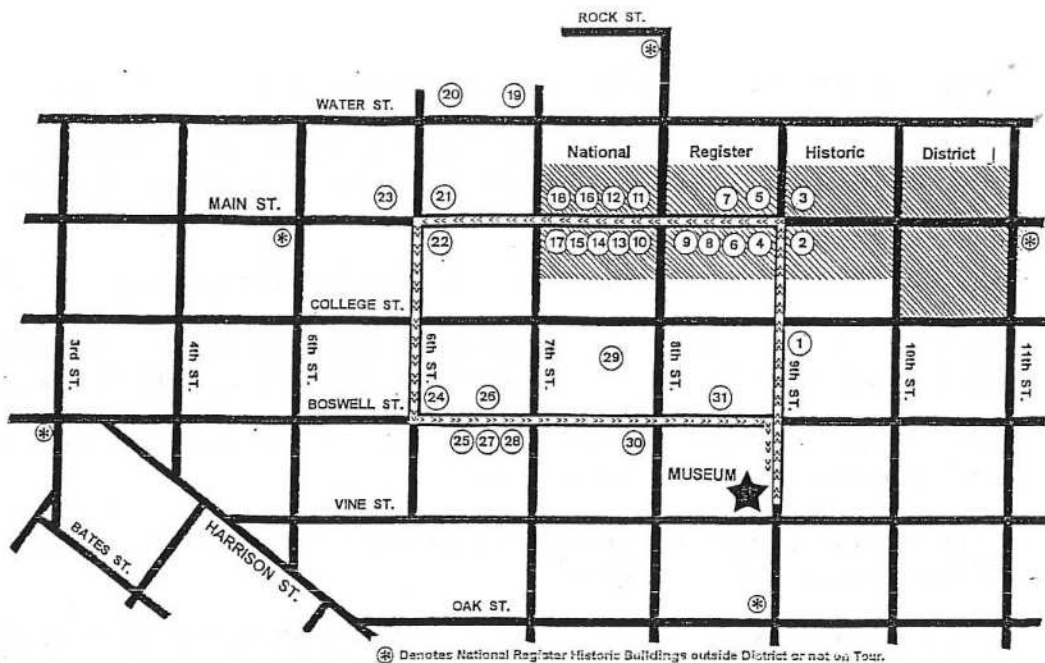 ROCK ST.
✽
WATER ST.
20
19
National Register Historic District
MAIN ST.
23
21
18 16 12 11
7 5
3
✽
22
17 15 14 13 10
9 8 6 4
2
✽
COLLEGE ST.
3rd ST.
4th ST.
6th ST.
6th ST.
7th ST.
8th ST.
9th ST.
10th ST.
11th ST.
1
29
BOSWELL ST.
24
26
31
✽
25 27 28
30
MUSEUM
VINE ST.
BATES ST.
HARRISON ST.
OAK ST.
✽
✽ Denotes National Register Historic Buildings outside District or not on Tour.